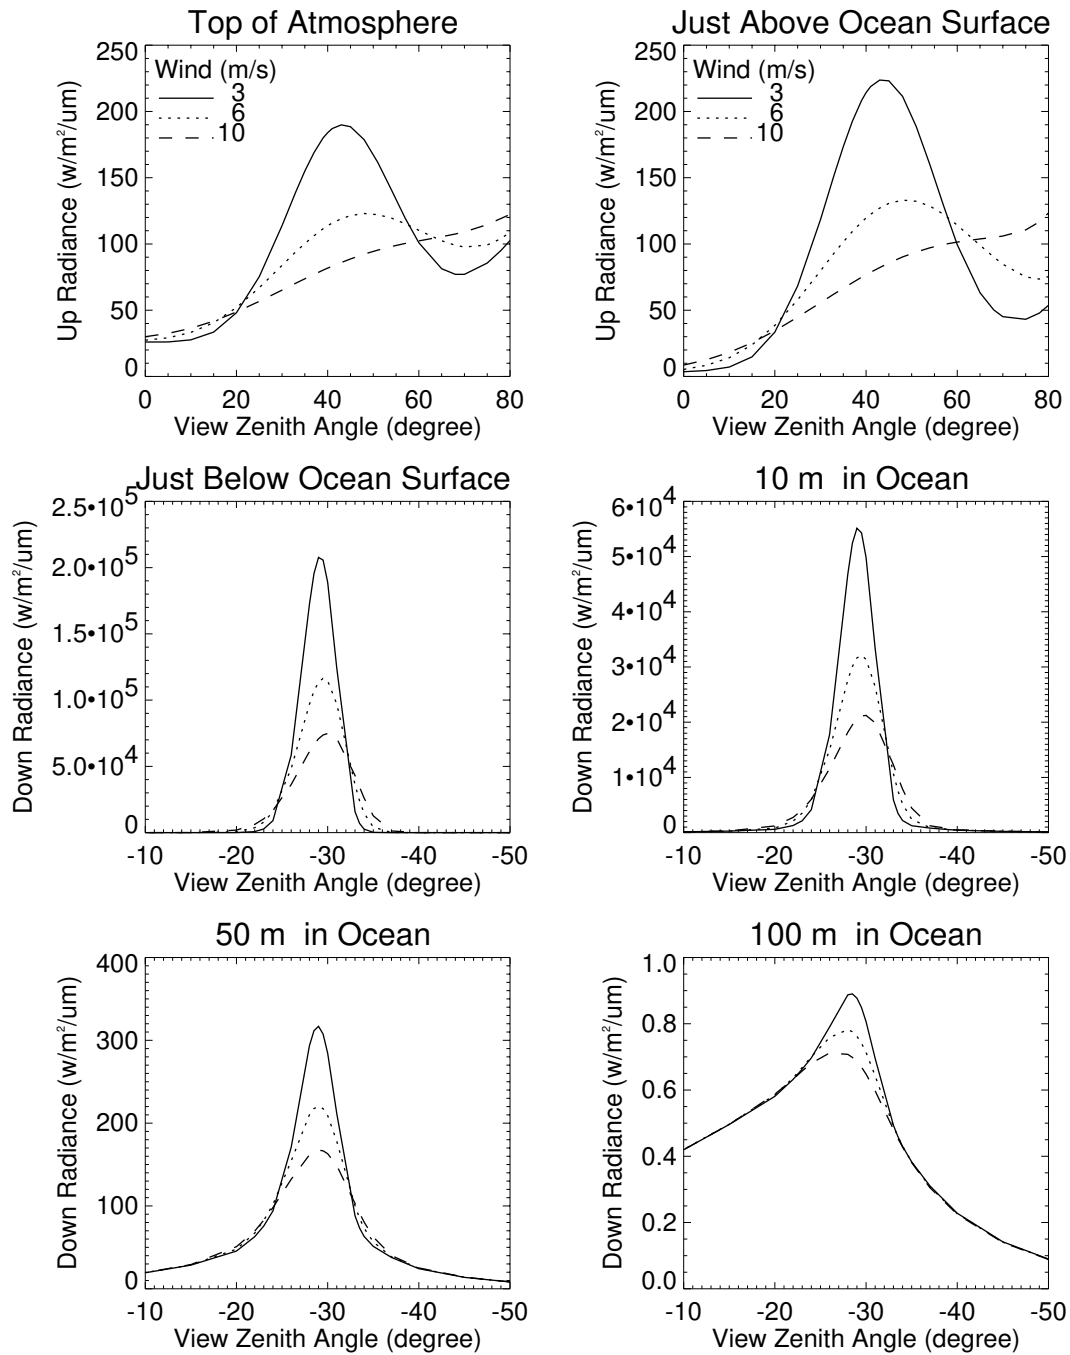 Top of Atmosphere
Up Radiance (w/m²/um)
250
200
150
100
50
0
Wind (m/s)
3
6
10
0 20 40 60 80
View Zenith Angle (degree)
Just Above Ocean Surface
Up Radiance (w/m²/um)
250
200
150
100
50
0
Wind (m/s)
3
6
10
0 20 40 60 80
View Zenith Angle (degree)
Just Below Ocean Surface
Down Radiance (w/m²/um)
2.5•10⁵
2.0•10⁵
1.5•10⁵
1.0•10⁵
5.0•10⁴
0
-10 -20 -30 -40 -50
View Zenith Angle (degree)
10 m in Ocean
Down Radiance (w/m²/um)
6•10⁴
5•10⁴
4•10⁴
3•10⁴
2•10⁴
1•10⁴
0
-10 -20 -30 -40 -50
View Zenith Angle (degree)
50 m in Ocean
Down Radiance (w/m²/um)
400
300
200
100
0
-10 -20 -30 -40 -50
View Zenith Angle (degree)
100 m in Ocean
Down Radiance (w/m²/um)
1.0
0.8
0.6
0.4
0.2
0.0
-10 -20 -30 -40 -50
View Zenith Angle (degree)